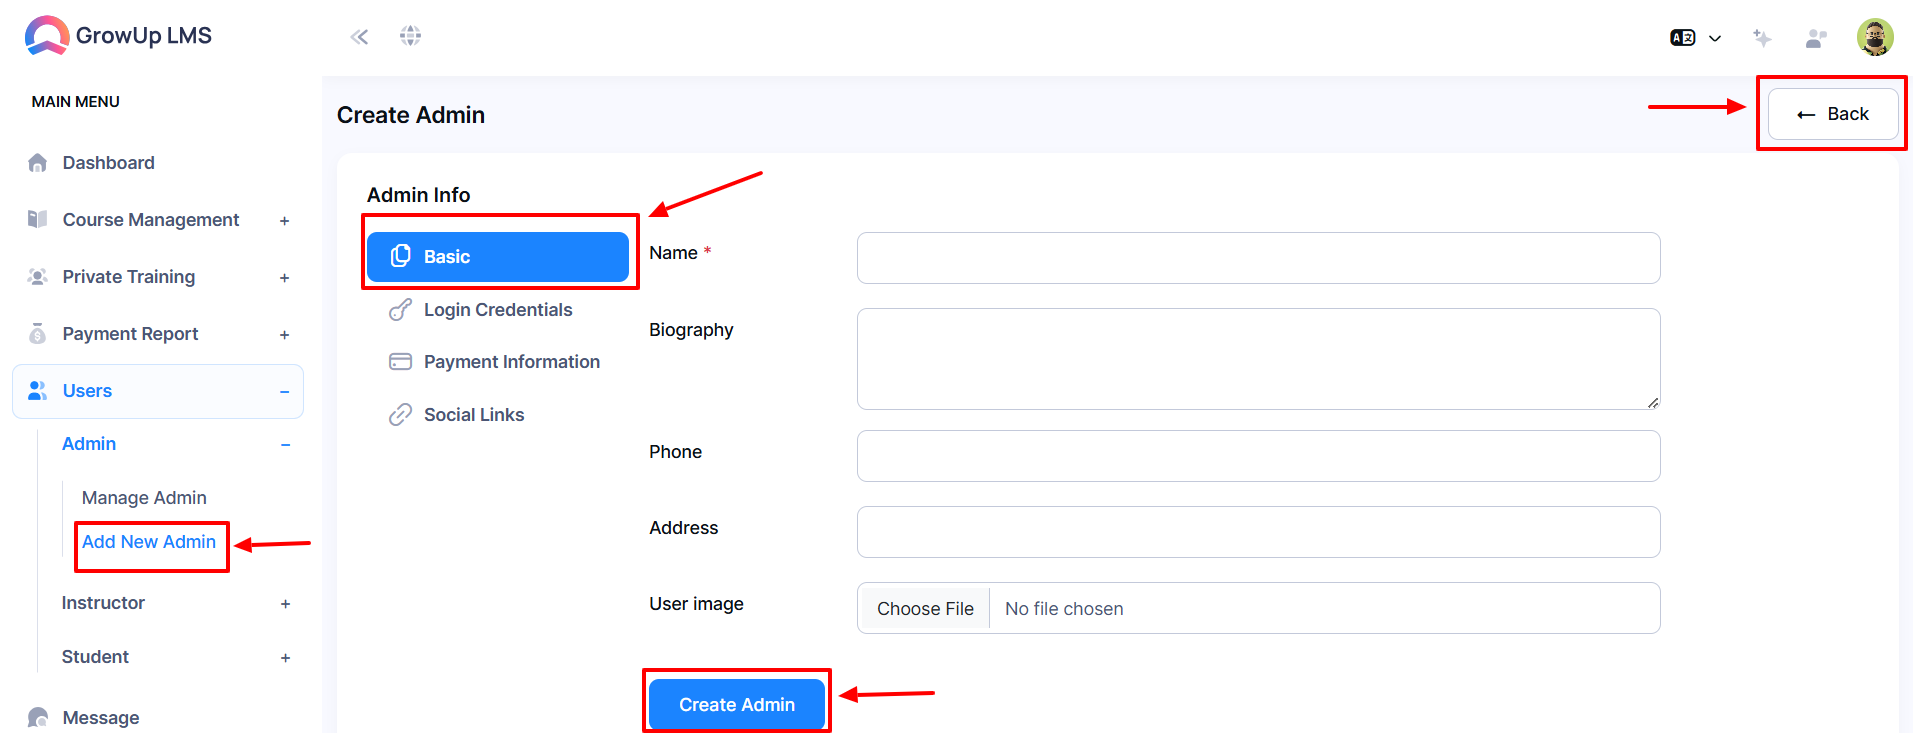 GrowUp LMS
MAIN MENU
Dashboard
Course Management +
Private Training +
Payment Report +
Users −
Admin −
Manage Admin
Add New Admin
Instructor +
Student +
Message
Create Admin
← Back
Admin Info
Basic
Login Credentials
Payment Information
Social Links
Name *
Biography
Phone
Address
User image
Choose File No file chosen
Create Admin